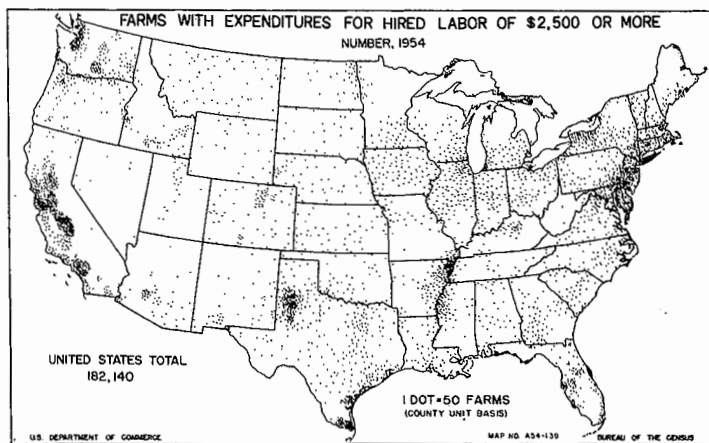 FARMS WITH EXPENDITURES FOR HIRED LABOR OF $2,500 OR MORE
NUMBER, 1954
UNITED STATES TOTAL
182,140
1 DOT=50 FARMS
(COUNTY UNIT BASIS)
U.S. DEPARTMENT OF COMMERCE
MAP NO. A54-139
BUREAU OF THE CENSUS